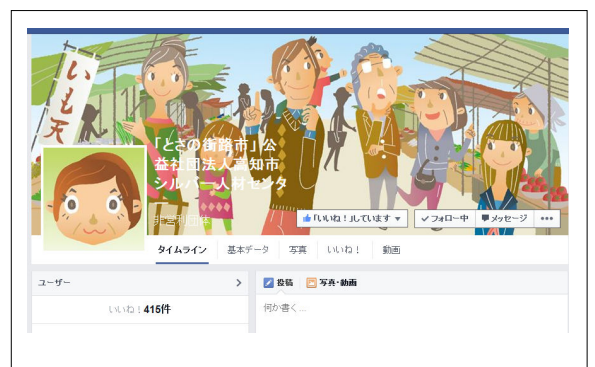 いも天
「とさの街路市」公
益社団法人高知市
シルバー人材センタ
非営利団体
「いいね！」しています
フォロー中
メッセージ
タイムライン 基本データ 写真 いいね！ 動画
ユーザー
投稿 写真・動画
いいね！415件
何か書く...